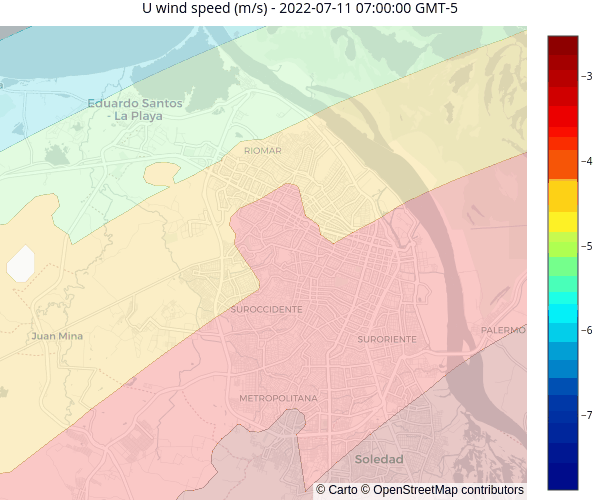 U wind speed (m/s) - 2022-07-11 07:00:00 GMT-5
Eduardo Santos
- La Playa
RIOMAR
SUROCCIDENTE
Juan Mina
SURORIENTE
PALERMO
METROPOLITANA
Soledad
© Carto © OpenStreetMap contributors
−3
−4
−5
−6
−7